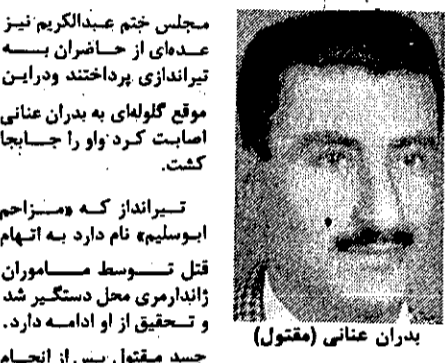 مجلس ختم عبدالکریم نیز
عده‌ای از حاضران بسه
تیراندازی پرداختند ودراین
موقع گلوله‌ای به بدران عنانی
اصابت کرد واو را جابجا
کشت.
تیرانداز که «مزاحم
ابوسلیم» نام دارد به اتهام
قتل توسط ماموران
ژاندارمری محل دستگیر شد
و تحقیق از او ادامه دارد.
جسد مقتول پس از انجام
بدران عنانی (مقتول)